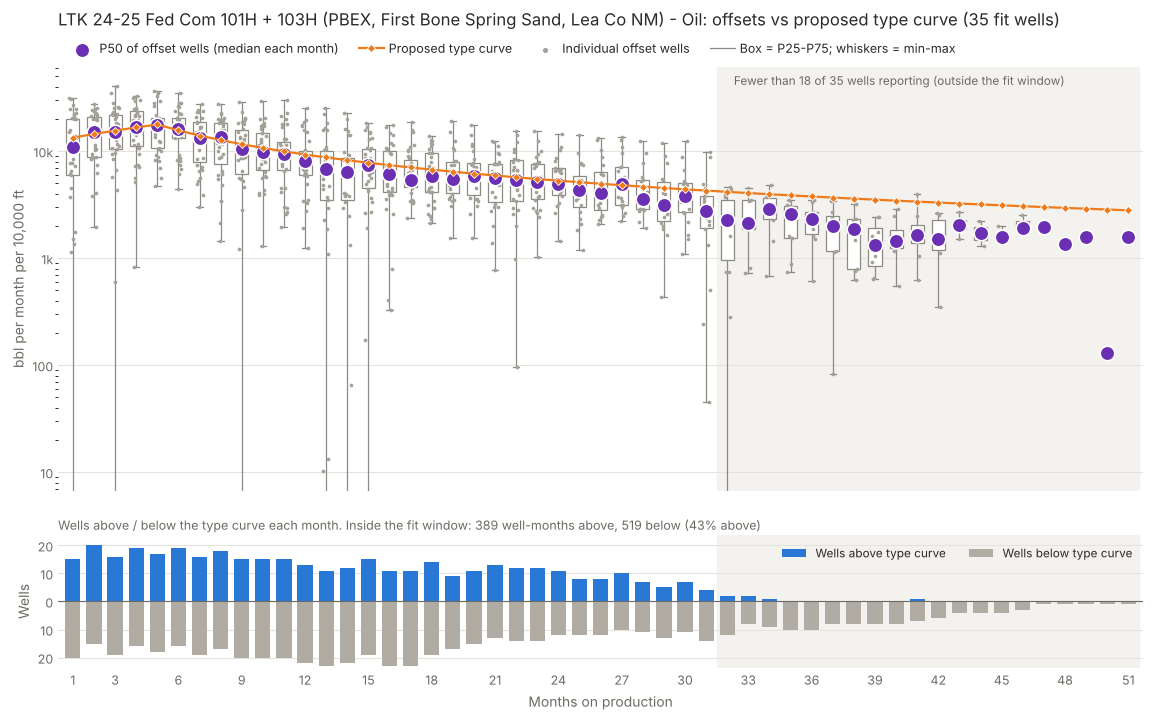 LTK 24-25 Fed Com 101H + 103H (PBEX, First Bone Spring Sand, Lea Co NM) - Oil: offsets vs proposed type curve (35 fit wells)
P50 of offset wells (median each month) Proposed type curve Individual offset wells Box = P25-P75; whiskers = min-max
Fewer than 18 of 35 wells reporting (outside the fit window)
bbl per month per 10,000 ft
10k
1k
100
10
Wells above / below the type curve each month. Inside the fit window: 389 well-months above, 519 below (43% above)
Wells above type curve Wells below type curve
Wells
20
10
0
10
20
1 3 6 9 12 15 18 21 24 27 30 33 36 39 42 45 48 51
Months on production